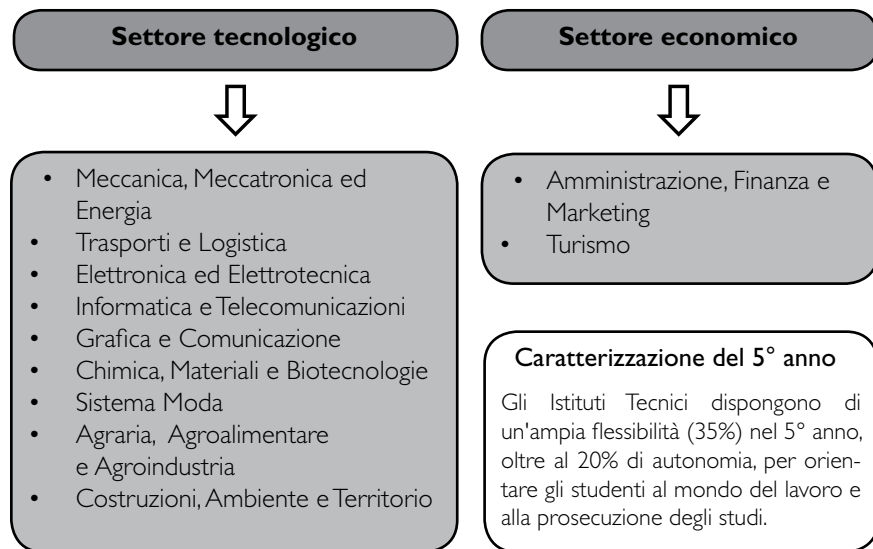 Settore tecnologico
• Meccanica, Meccatronica ed
Energia
• Trasporti e Logistica
• Elettronica ed Elettrotecnica
• Informatica e Telecomunicazioni
• Grafica e Comunicazione
• Chimica, Materiali e Biotecnologie
• Sistema Moda
• Agraria, Agroalimentare
e Agroindustria
• Costruzioni, Ambiente e Territorio
Settore economico
• Amministrazione, Finanza e
Marketing
• Turismo
Caratterizzazione del 5° anno
Gli Istituti Tecnici dispongono di
un'ampia flessibilità (35%) nel 5° anno,
oltre al 20% di autonomia, per orien-
tare gli studenti al mondo del lavoro e
alla prosecuzione degli studi.